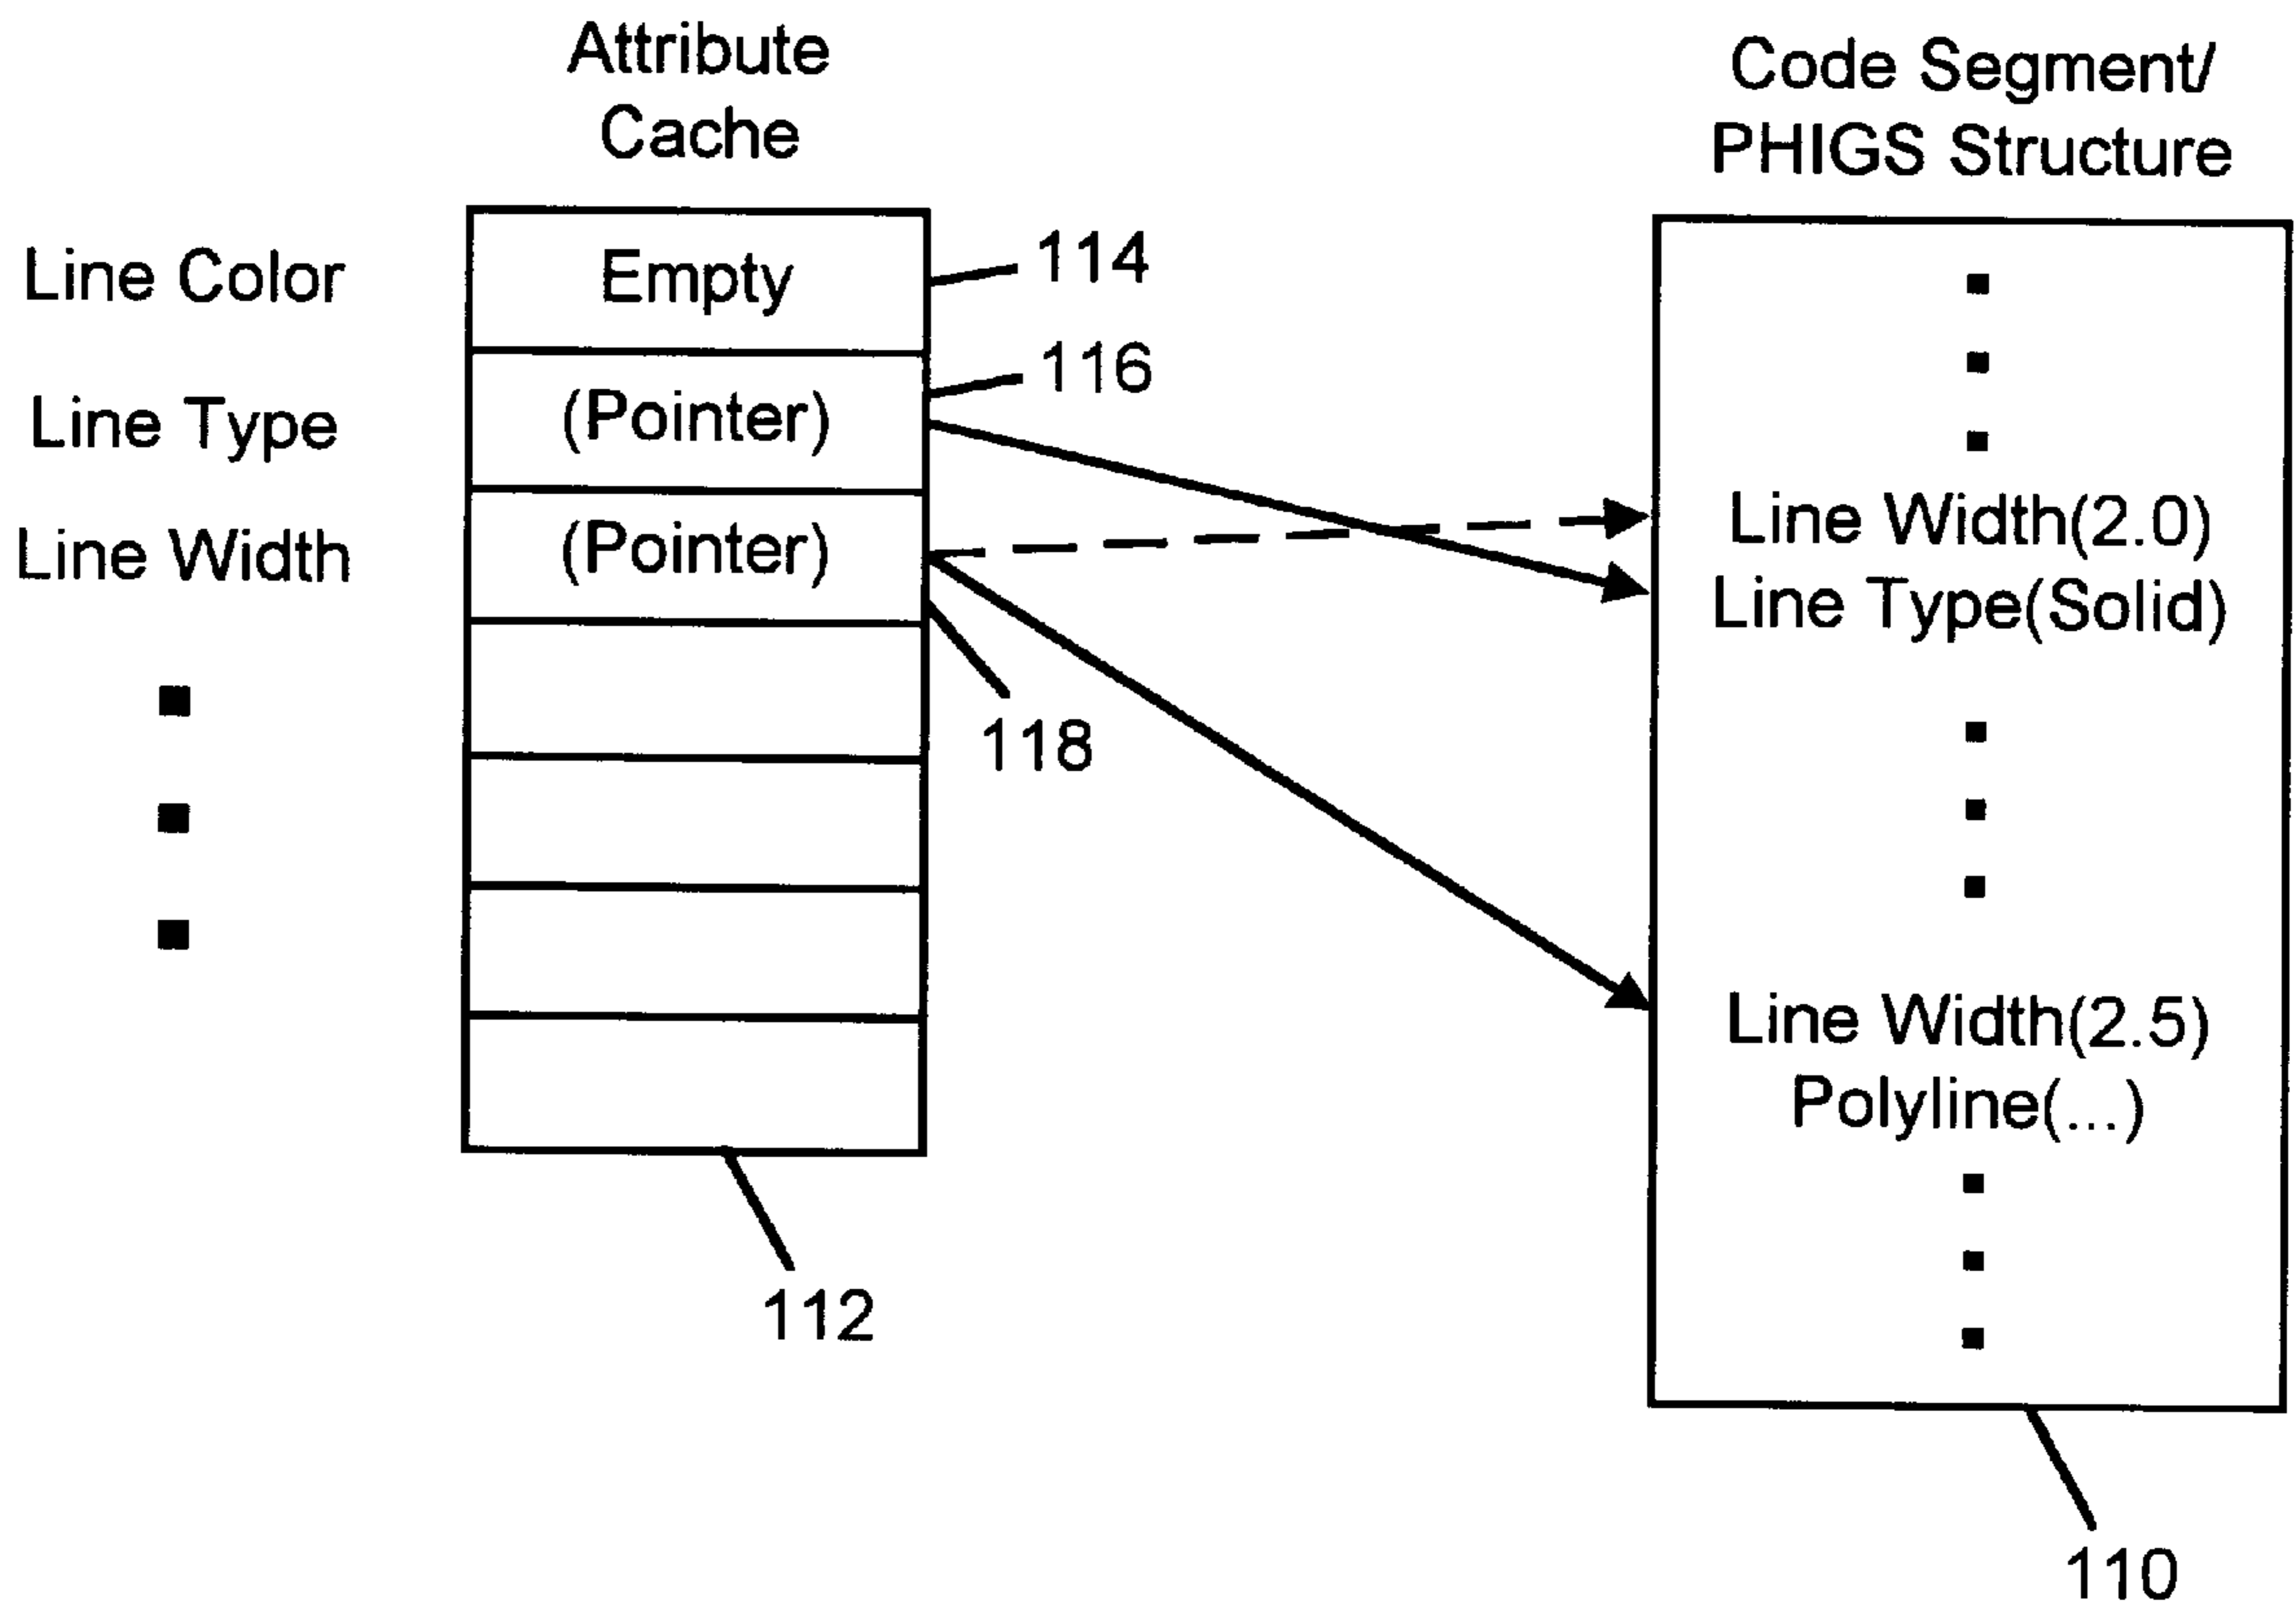 Attribute
Cache
Code Segment/
PHIGS Structure
Line Color
Empty
114
Line Type
(Pointer)
116
Line Width
(Pointer)
118
Line Width(2.0)
Line Type(Solid)
Line Width(2.5)
Polyline(...)
112
110